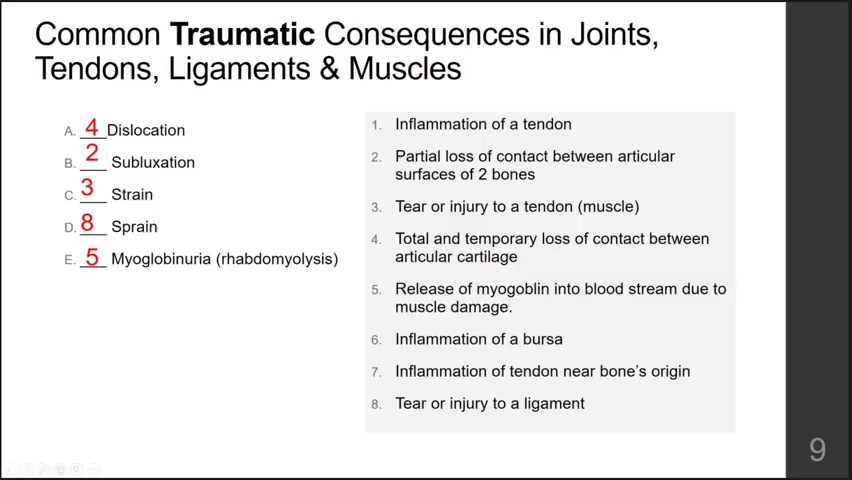 Common Traumatic Consequences in Joints,
Tendons, Ligaments & Muscles
A. 4 Dislocation
B. 2 Subluxation
C. 3 Strain
D. 8 Sprain
E. 5 Myoglobinuria (rhabdomyolysis)
1. Inflammation of a tendon
2. Partial loss of contact between articular
surfaces of 2 bones
3. Tear or injury to a tendon (muscle)
4. Total and temporary loss of contact between
articular cartilage
5. Release of myogoblin into blood stream due to
muscle damage.
6. Inflammation of a bursa
7. Inflammation of tendon near bone’s origin
8. Tear or injury to a ligament
9